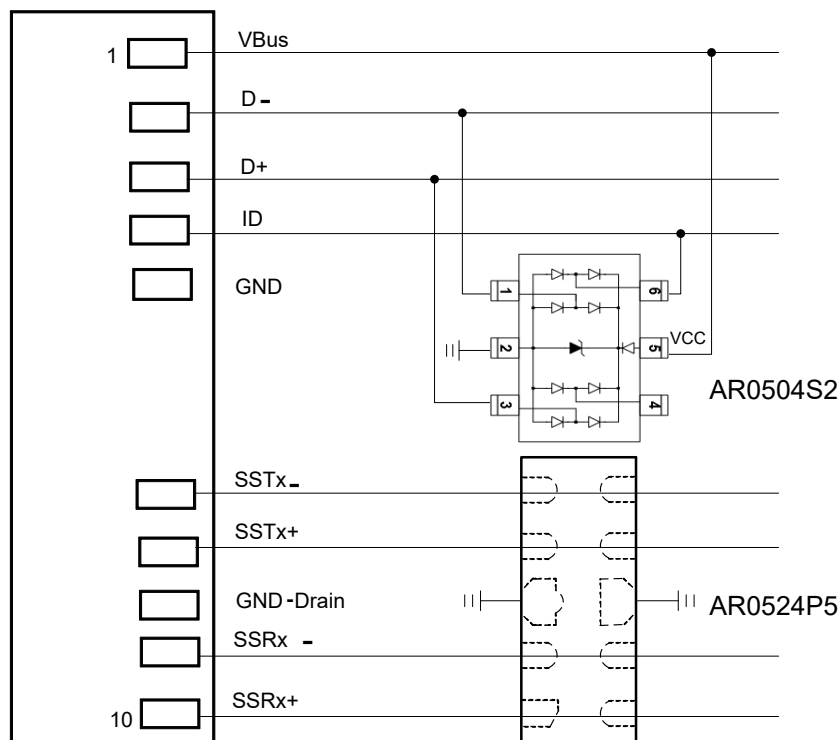 1 VBus
D-
D+
ID
GND
1 6
2 5 VCC
3 4
AR0504S2
SSTx-
SSTx+
GND-Drain
AR0524P5
SSRx -
10 SSRx+